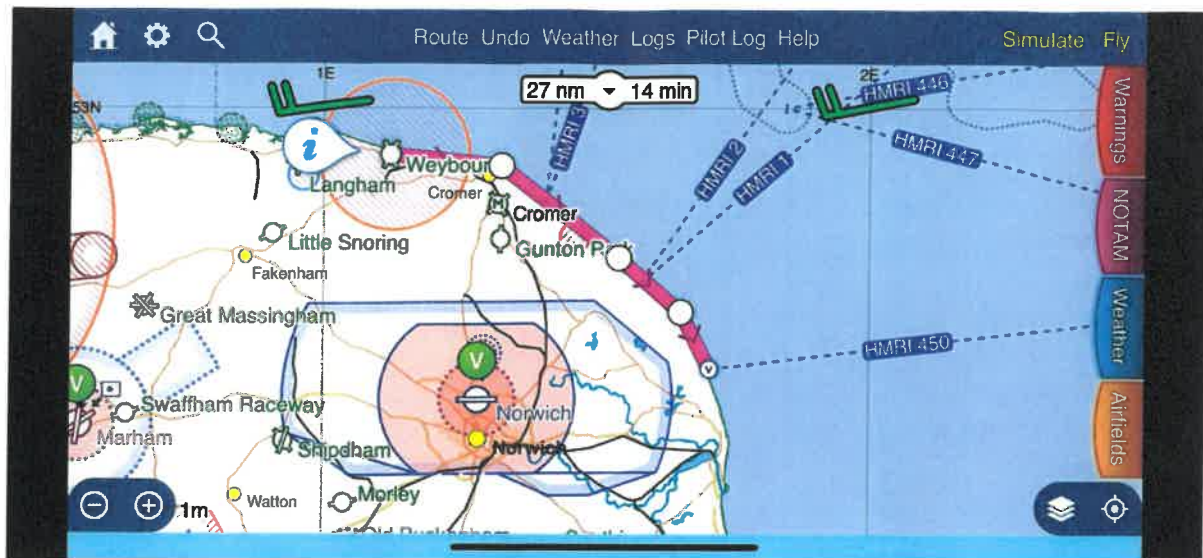 Route Undo Weather Logs Pilot Log Help
Simulate Fly
1E
2E
53N
27 nm
14 min
HMRI 446
HMRI 3
HMRI 2
HMRI 1
HMRI 447
HMRI 450
Warnings
NOTAM
Weather
Airfields
i
Weybour
Langham
Cromer
M
Cromer
Little Snoring
Gunton Park
Fakenham
Great Massingham
V
V
V
Swaffham Raceway
Norwich
Marham
Norwich
Shipdham
Watton
Morley
1m
Old Buckenham